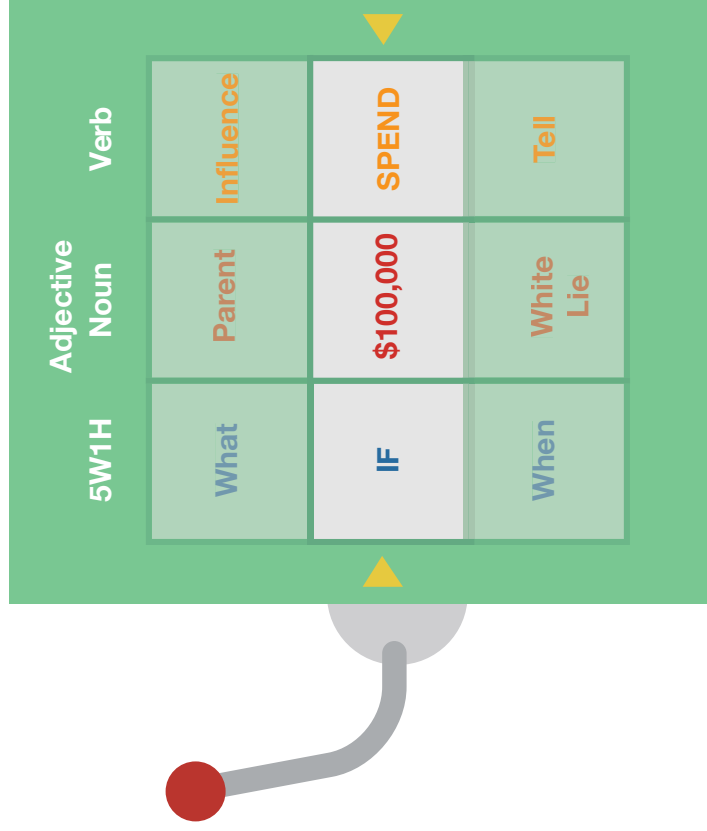 Adjective
5W1H Noun Verb
What Parent Influence
IF $100,000 SPEND
When White Lie Tell